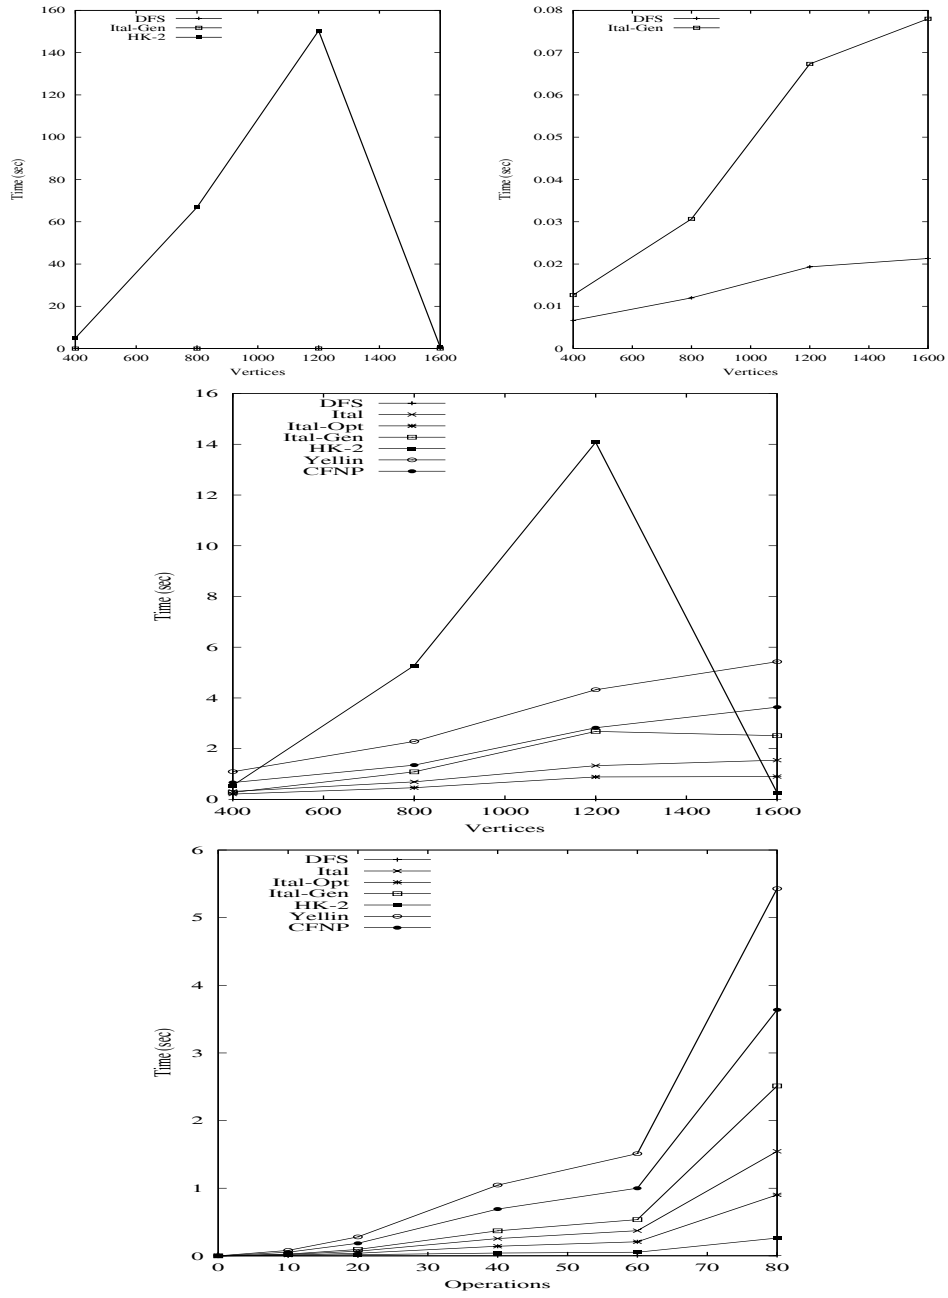 DFS
Ital-Gen
HK-2
160
140
120
100
80
60
40
20
0
Time (sec)
400 600 800 1000 1200 1400 1600
Vertices
DFS
Ital-Gen
0.08
0.07
0.06
0.05
0.04
0.03
0.02
0.01
0
Time (sec)
400 600 800 1000 1200 1400 1600
Vertices
DFS
Ital
Ital-Opt
Ital-Gen
HK-2
Yellin
CFNP
16
14
12
10
8
6
4
2
0
Time (sec)
400 600 800 1000 1200 1400 1600
Vertices
DFS
Ital
Ital-Opt
Ital-Gen
HK-2
Yellin
CFNP
6
5
4
3
2
1
0
Time (sec)
0 10 20 30 40 50 60 70 80
Operations